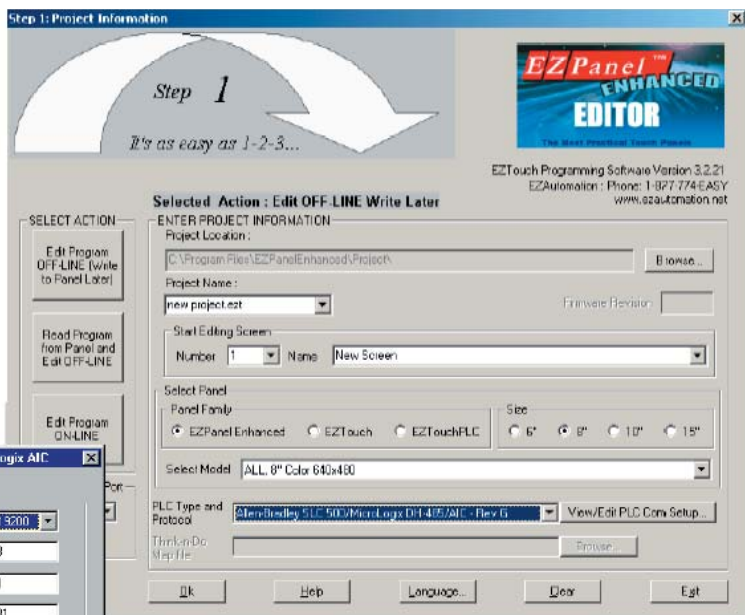 Step 1: Project Information
Step 1
It's as easy as 1-2-3...
EZPanel™
ENHANCED
EDITOR
The Most Practical Touch Panels
EZTouch Programming Software Version 3.2.21
EZAutomation : Phone: 1-877-774-EASY
www.ezautomation.net
Selected Action : Edit OFF-LINE Write Later
SELECT ACTION
Edit Program
OFF-LINE (Write
to Panel Later)
Read Program
from Panel and
Edit OFF-LINE
Edit Program
ON-LINE
ENTER PROJECT INFORMATION
Project Location :
C:\Program Files\EZPanelEnhanced\Project\
Browse...
Project Name :
new project.ezt
Firmware Revision
Start Editing Screen
Number 1 Name New Screen
Select Panel
Panel Family
EZPanel Enhanced EZTouch EZTouchPLC
Size
6" 8" 10" 15"
Select Model ALL, 8" Color 640x480
PLC Type and
Protocol
Allen-Bradley SLC 500/MicroLogix DH-485/AIC - Rev G
View/Edit PLC Com Setup...
Think-n-Do
Map file
Browse...
Ok Help Language... Clear Exit
ogix AIC
Port
9200